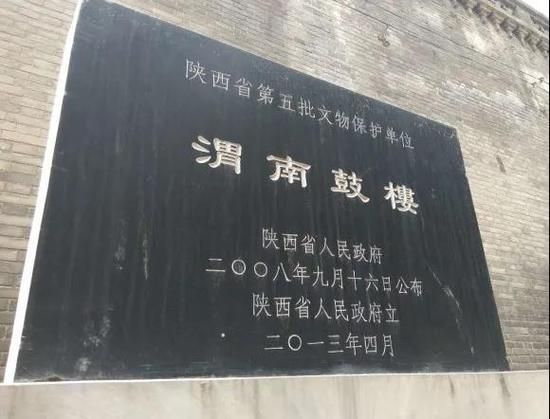 陕西省第五批文物保护单位
渭南鼓樓
陕西省人民政府
二〇〇八年九月十六日公布
陕西省人民政府立
二〇一三年四月